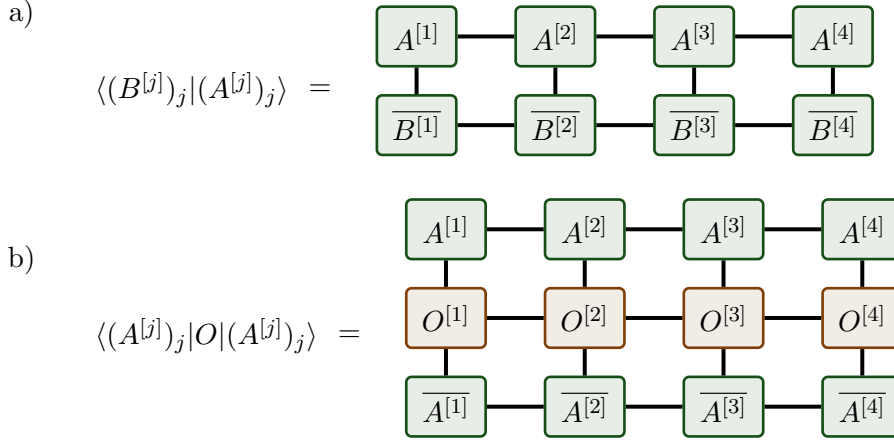 a)
A^{[1]} A^{[2]} A^{[3]} A^{[4]}
⟨(B^{[j]})_j|(A^{[j]})_j⟩ =
\overline{B^{[1]}} \overline{B^{[2]}} \overline{B^{[3]}} \overline{B^{[4]}}
b)
A^{[1]} A^{[2]} A^{[3]} A^{[4]}
⟨(A^{[j]})_j|O|(A^{[j]})_j⟩ = O^{[1]} O^{[2]} O^{[3]} O^{[4]}
\overline{A^{[1]}} \overline{A^{[2]}} \overline{A^{[3]}} \overline{A^{[4]}}